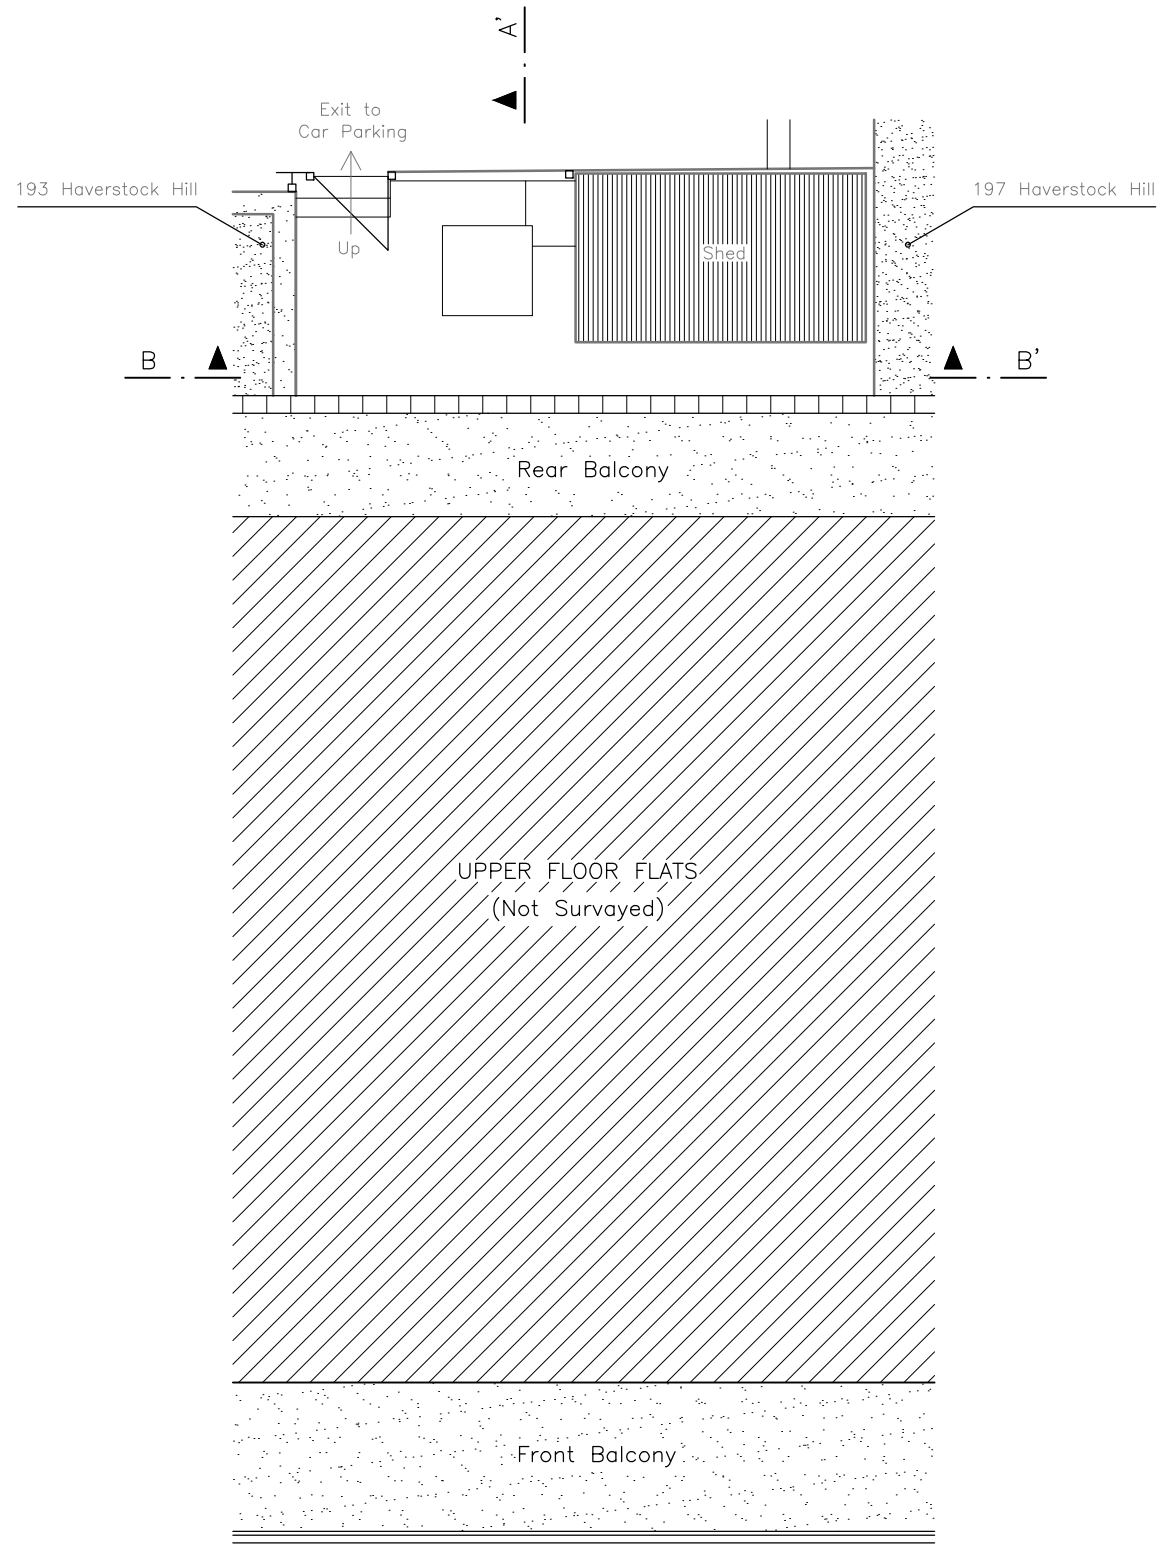 A'
Exit to
Car Parking
193 Haverstock Hill
197 Haverstock Hill
Up
Shed
B
B'
Rear Balcony
UPPER FLOOR FLATS
(Not Survayed)
Front Balcony